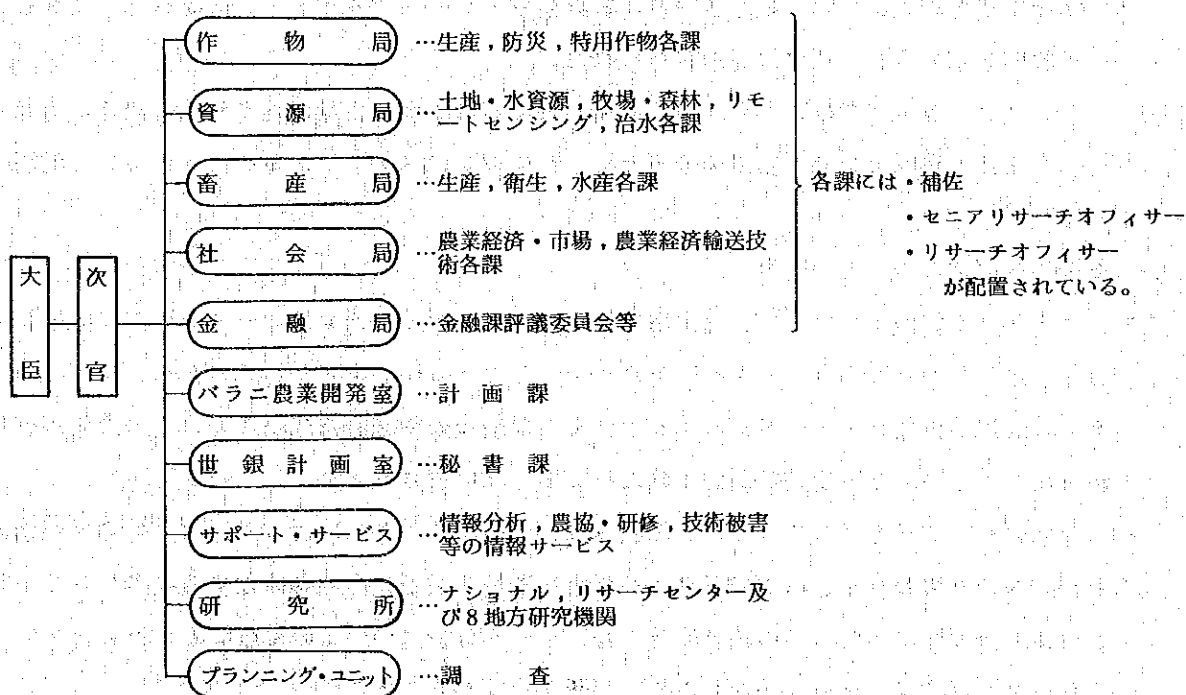 作物局 …生産,防災,特用作物各課
資源局 …土地・水資源,牧場・森林,リモ
ートセンシング,治水各課
畜産局 …生産,衛生,水産各課
社会局 …農業経済・市場,農業経済輸送技
術各課
金融局 …金融課評議委員会等
各課には・補佐
・セニアリサーチオフィサー
・リサーチオフィサー
が配置されている。
大臣
次官
バラニ農業開発室 …計画課
世銀計画室 …秘書課
サポート・サービス …情報分析,農協・研修,技術被害
等の情報サービス
研究所 …ナショナル,リサーチセンター及
び8地方研究機関
プランニング・ユニット …調査